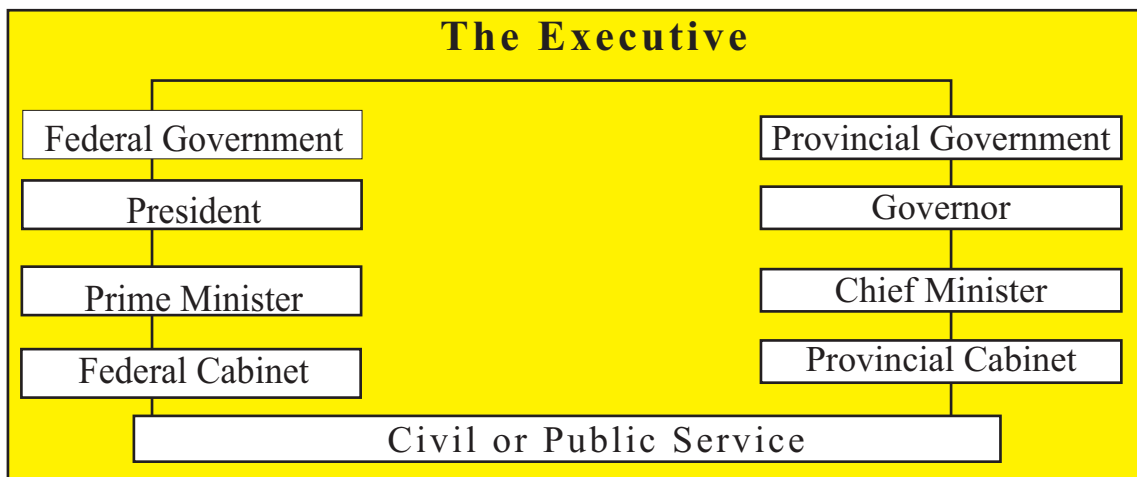 The Executive
Federal Government
Provincial Government
President
Governor
Prime Minister
Chief Minister
Federal Cabinet
Provincial Cabinet
Civil or Public Service